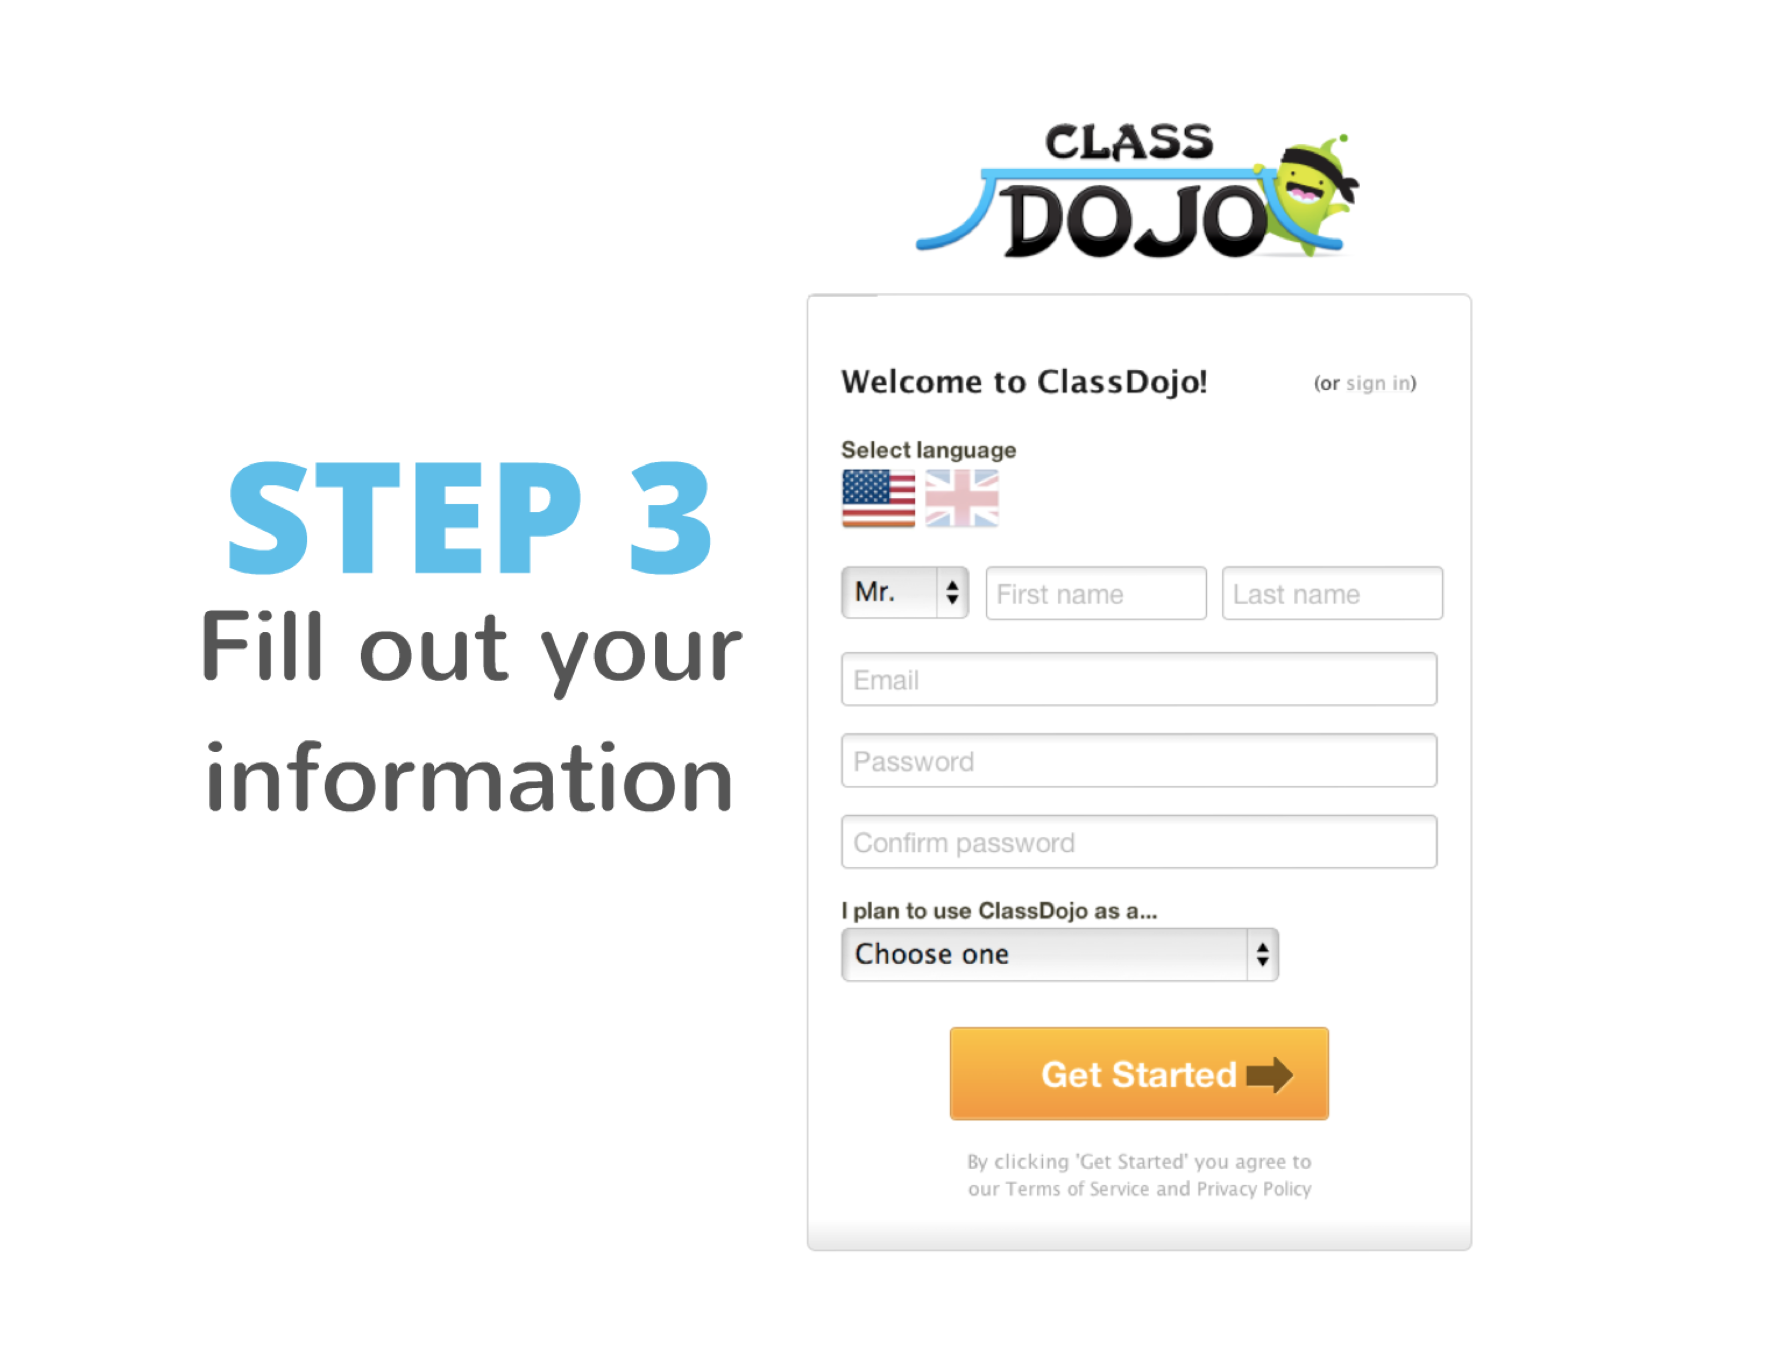 STEP 3
Fill out your
information
CLASS
DOJO
Welcome to ClassDojo! (or sign in)
Select language
Mr. First name Last name
Email
Password
Confirm password
I plan to use ClassDojo as a...
Choose one
Get Started
By clicking 'Get Started' you agree to
our Terms of Service and Privacy Policy